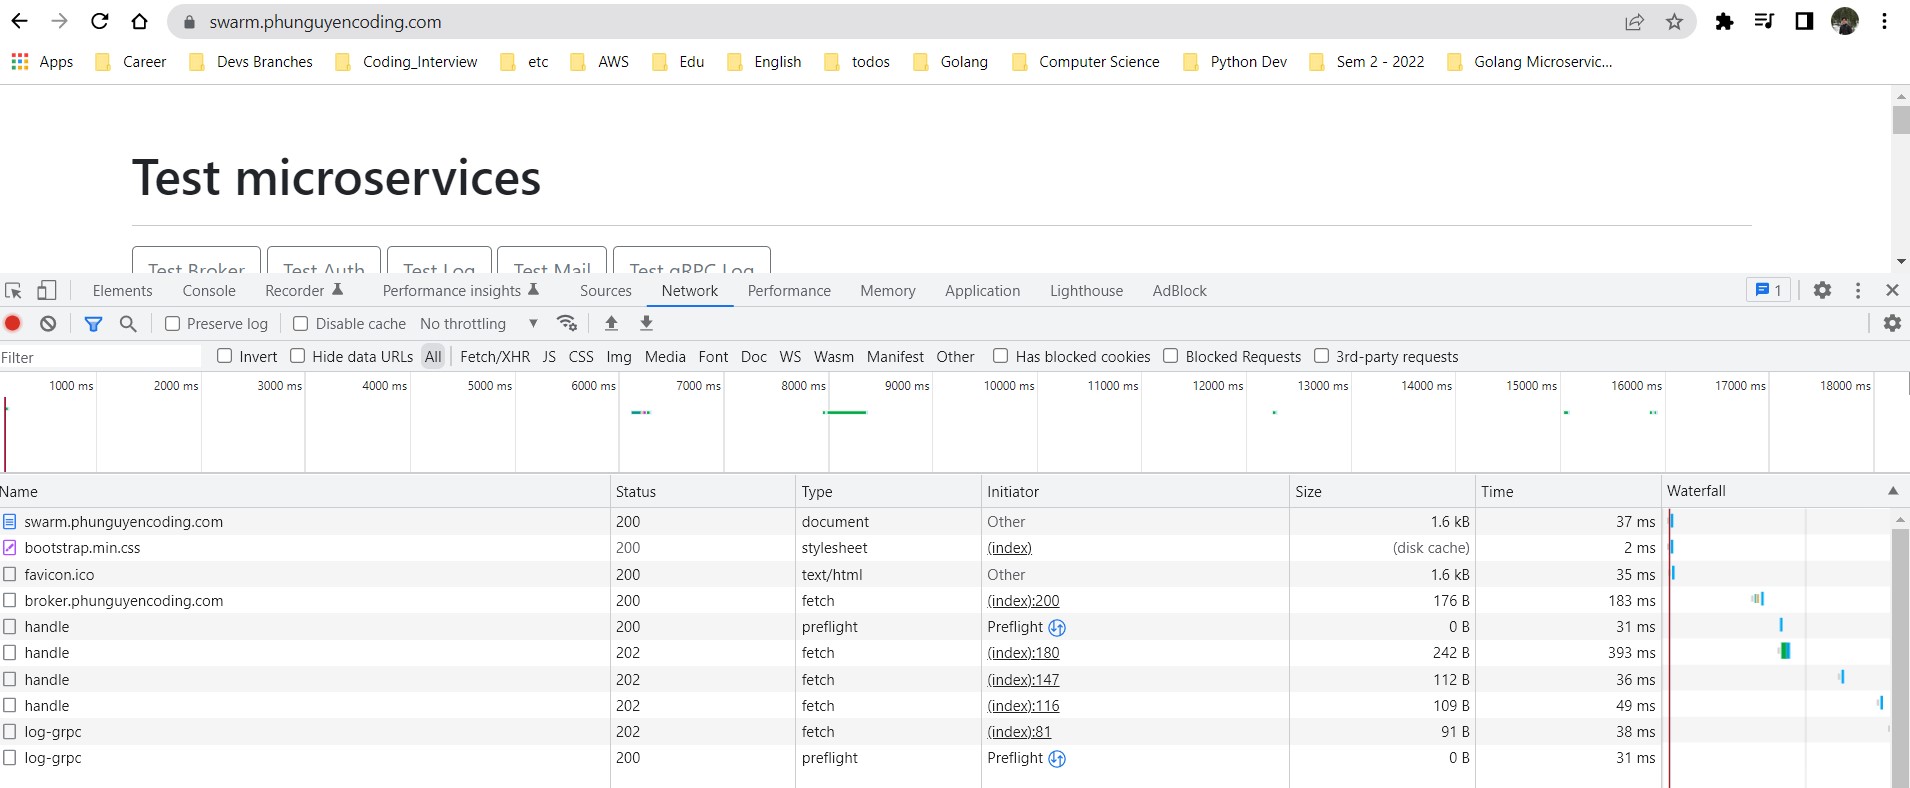 swarm.phunguyencoding.com
Apps Career Devs Branches Coding_Interview etc AWS Edu English todos Golang Computer Science Python Dev Sem 2 - 2022 Golang Microservic...
Test microservices
Test Broker Test Auth Test Log Test Mail Test gRPC Log
Elements Console Recorder Performance insights Sources Network Performance Memory Application Lighthouse AdBlock 1
Preserve log Disable cache No throttling
Filter Invert Hide data URLs All Fetch/XHR JS CSS Img Media Font Doc WS Wasm Manifest Other Has blocked cookies Blocked Requests 3rd-party requests
1000 ms 2000 ms 3000 ms 4000 ms 5000 ms 6000 ms 7000 ms 8000 ms 9000 ms 10000 ms 11000 ms 12000 ms 13000 ms 14000 ms 15000 ms 16000 ms 17000 ms 18000 ms
Name Status Type Initiator Size Time Waterfall
swarm.phunguyencoding.com 200 document Other 1.6 kB 37 ms
bootstrap.min.css 200 stylesheet (index) (disk cache) 2 ms
favicon.ico 200 text/html Other 1.6 kB 35 ms
broker.phunguyencoding.com 200 fetch (index):200 176 B 183 ms
handle 200 preflight Preflight 0 B 31 ms
handle 202 fetch (index):180 242 B 393 ms
handle 202 fetch (index):147 112 B 36 ms
handle 202 fetch (index):116 109 B 49 ms
log-grpc 202 fetch (index):81 91 B 38 ms
log-grpc 200 preflight Preflight 0 B 31 ms